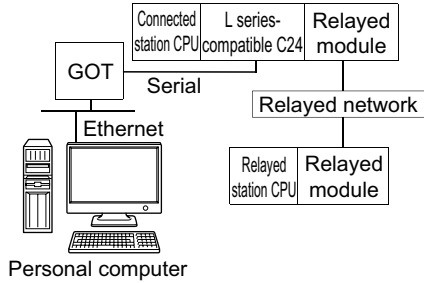 Connected
station CPU
L series-
compatible C24
Relayed
module
GOT
Serial
Relayed network
Ethernet
Relayed
station CPU
Relayed
module
Personal computer